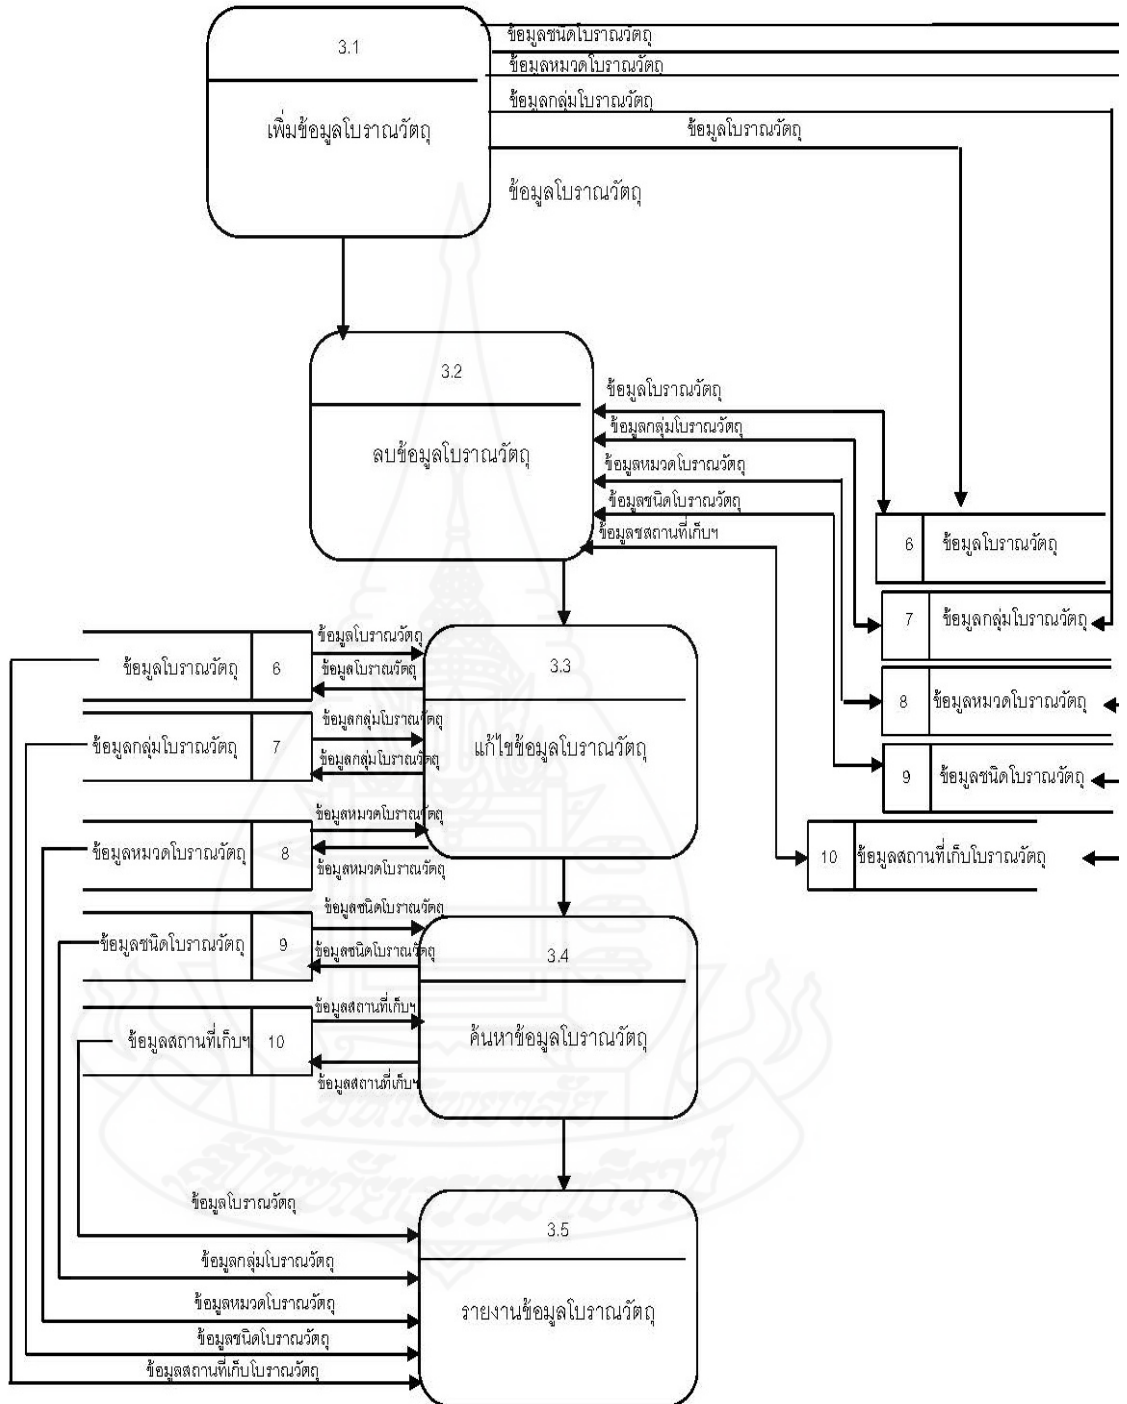 3.1
เพิ่มข้อมูลโบราณวัตถุ
ข้อมูลชนิดโบราณวัตถุ
ข้อมูลหมวดโบราณวัตถุ
ข้อมูลกลุ่มโบราณวัตถุ
ข้อมูลโบราณวัตถุ
ข้อมูลโบราณวัตถุ
3.2
ลบข้อมูลโบราณวัตถุ
ข้อมูลโบราณวัตถุ
ข้อมูลกลุ่มโบราณวัตถุ
ข้อมูลหมวดโบราณวัตถุ
ข้อมูลชนิดโบราณวัตถุ
ข้อมูลชสถานที่เก็บฯ
6 ข้อมูลโบราณวัตถุ
7 ข้อมูลกลุ่มโบราณวัตถุ
8 ข้อมูลหมวดโบราณวัตถุ
9 ข้อมูลชนิดโบราณวัตถุ
10 ข้อมูลสถานที่เก็บโบราณวัตถุ
ข้อมูลโบราณวัตถุ 6
ข้อมูลโบราณวัตถุ
ข้อมูลโบราณวัตถุ
3.3
แก้ไขข้อมูลโบราณวัตถุ
ข้อมูลกลุ่มโบราณวัตถุ 7
ข้อมูลกลุ่มโบราณวัตถุ
ข้อมูลกลุ่มโบราณวัตถุ
ข้อมูลหมวดโบราณวัตถุ 8
ข้อมูลหมวดโบราณวัตถุ
ข้อมูลหมวดโบราณวัตถุ
ข้อมูลชนิดโบราณวัตถุ 9
ข้อมูลชนิดโบราณวัตถุ
ข้อมูลชนิดโบราณวัตถุ
3.4
ค้นหาข้อมูลโบราณวัตถุ
ข้อมูลสถานที่เก็บฯ 10
ข้อมูลสถานที่เก็บฯ
ข้อมูลสถานที่เก็บฯ
มหาวิทยาลัย
สุโขทัยธรรมาธิราช
3.5
รายงานข้อมูลโบราณวัตถุ
ข้อมูลโบราณวัตถุ
ข้อมูลกลุ่มโบราณวัตถุ
ข้อมูลหมวดโบราณวัตถุ
ข้อมูลชนิดโบราณวัตถุ
ข้อมูลสถานที่เก็บโบราณวัตถุ